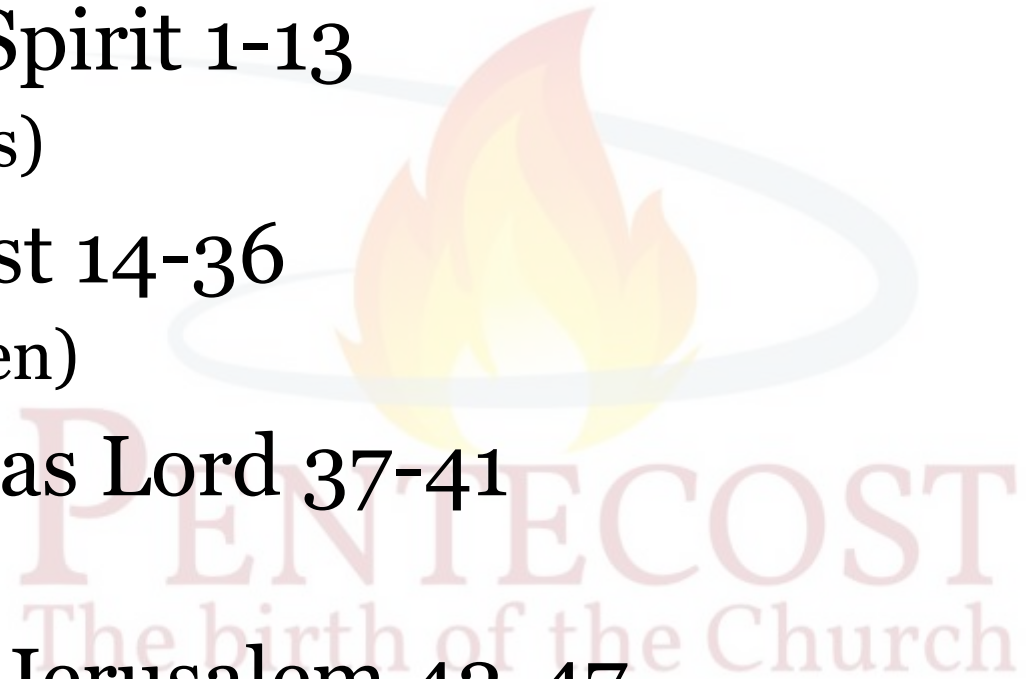 Spirit 1-13
s)
st 14-36
en)
as Lord 37-41
PENTECOST
The birth of the Church
Jerusalem 42-47